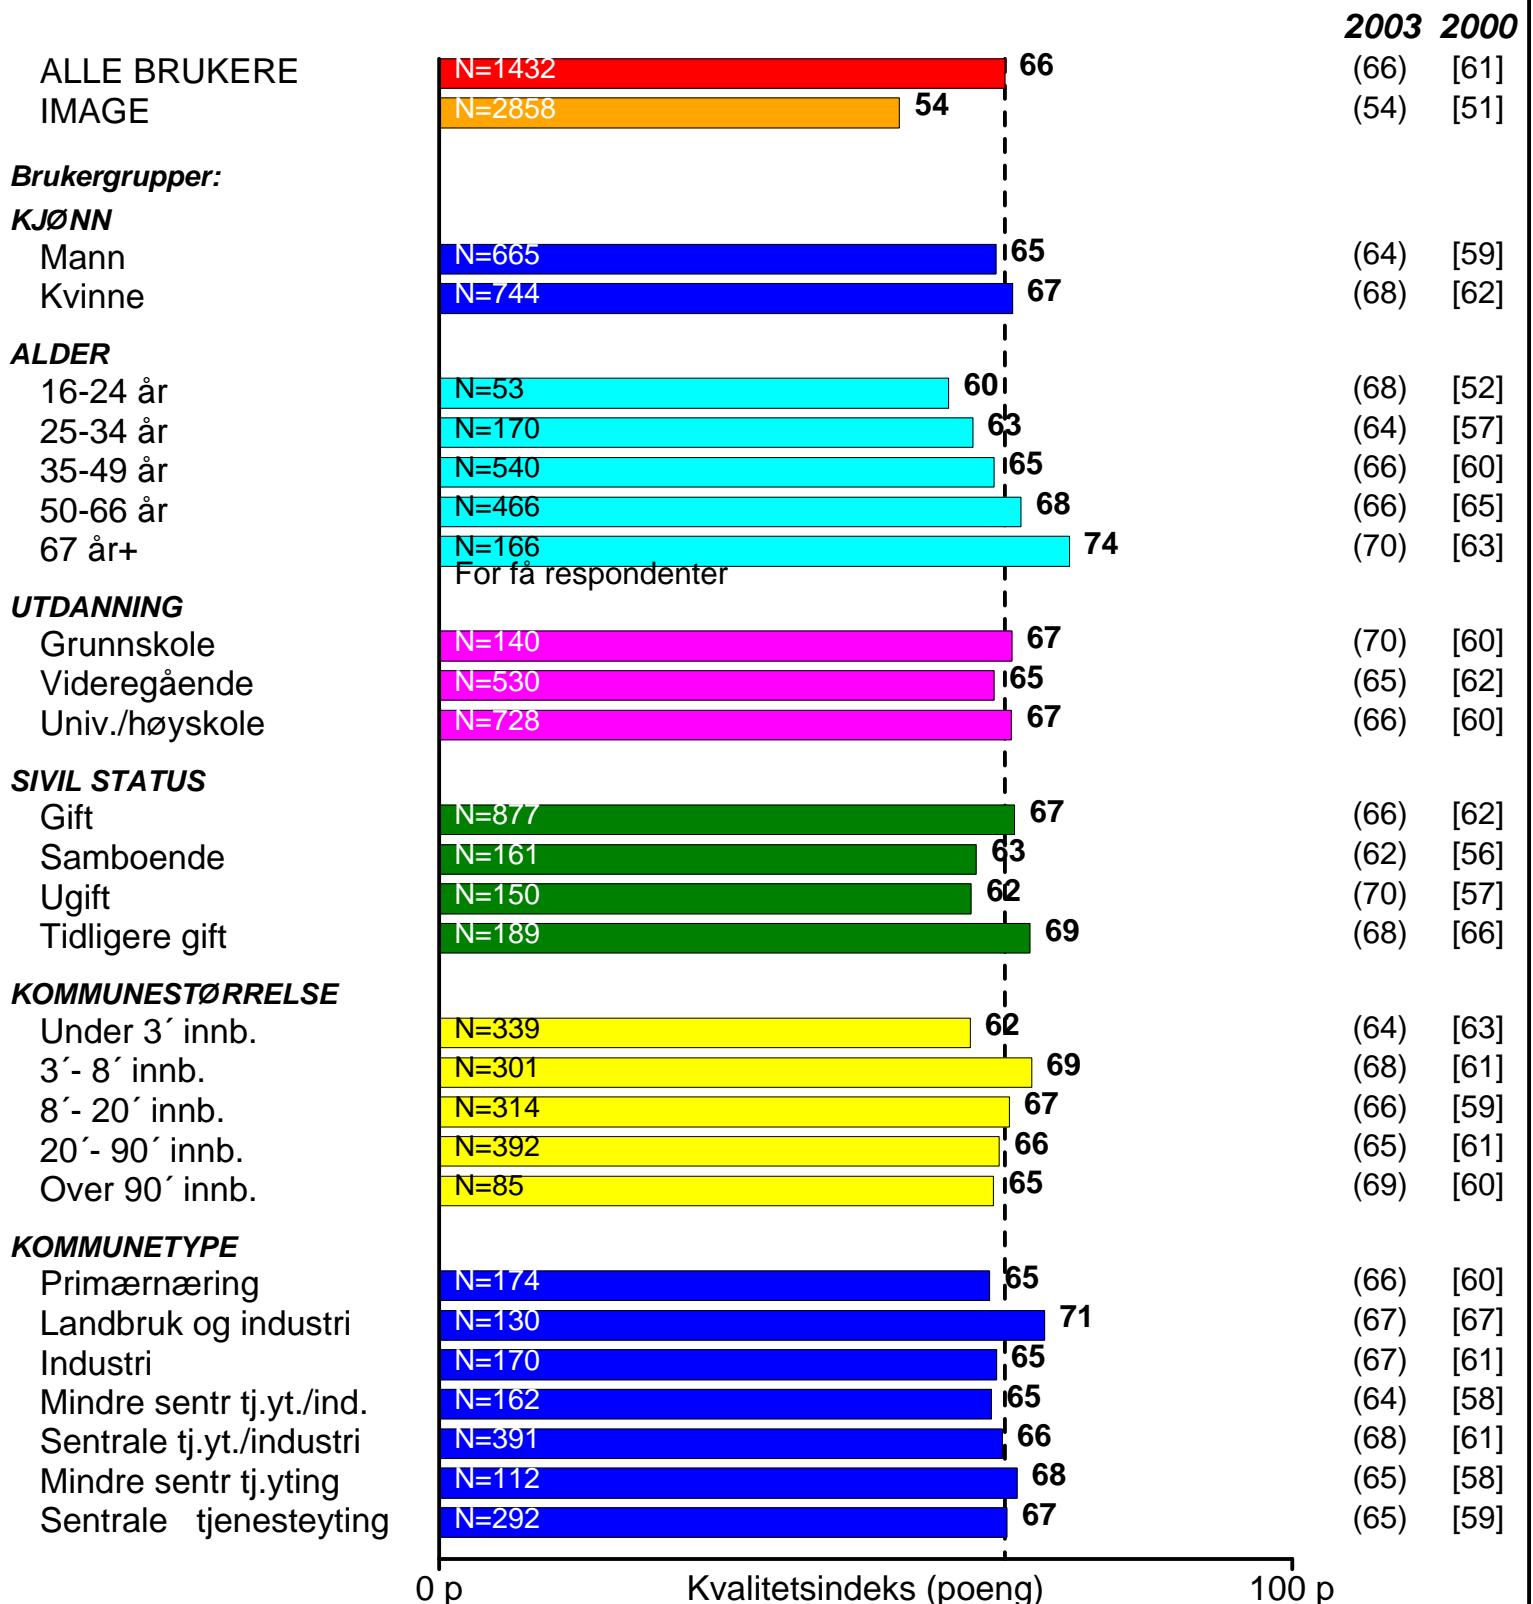 2003 2000
ALLE BRUKERE N=1432 66 (66) [61]
IMAGE N=2858 54 (54) [51]
Brukergrupper:
KJØNN
Mann N=665 65 (64) [59]
Kvinne N=744 67 (68) [62]
ALDER
16-24 år N=53 60 (68) [52]
25-34 år N=170 63 (64) [57]
35-49 år N=540 65 (66) [60]
50-66 år N=466 68 (66) [65]
67 år+ N=166 74 (70) [63]
For få respondenter
UTDANNING
Grunnskole N=140 67 (70) [60]
Videregående N=530 65 (65) [62]
Univ./høyskole N=728 67 (66) [60]
SIVIL STATUS
Gift N=877 67 (66) [62]
Samboende N=161 63 (62) [56]
Ugift N=150 62 (70) [57]
Tidligere gift N=189 69 (68) [66]
KOMMUNESTØRRELSE
Under 3´ innb. N=339 62 (64) [63]
3´- 8´ innb. N=301 69 (68) [61]
8´- 20´ innb. N=314 67 (66) [59]
20´- 90´ innb. N=392 66 (65) [61]
Over 90´ innb. N=85 65 (69) [60]
KOMMUNETYPE
Primærnæring N=174 65 (66) [60]
Landbruk og industri N=130 71 (67) [67]
Industri N=170 65 (67) [61]
Mindre sentr tj.yt./ind. N=162 65 (64) [58]
Sentrale tj.yt./industri N=391 66 (68) [61]
Mindre sentr tj.yting N=112 68 (65) [58]
Sentrale tjenesteyting N=292 67 (65) [59]
0 p Kvalitetsindeks (poeng) 100 p